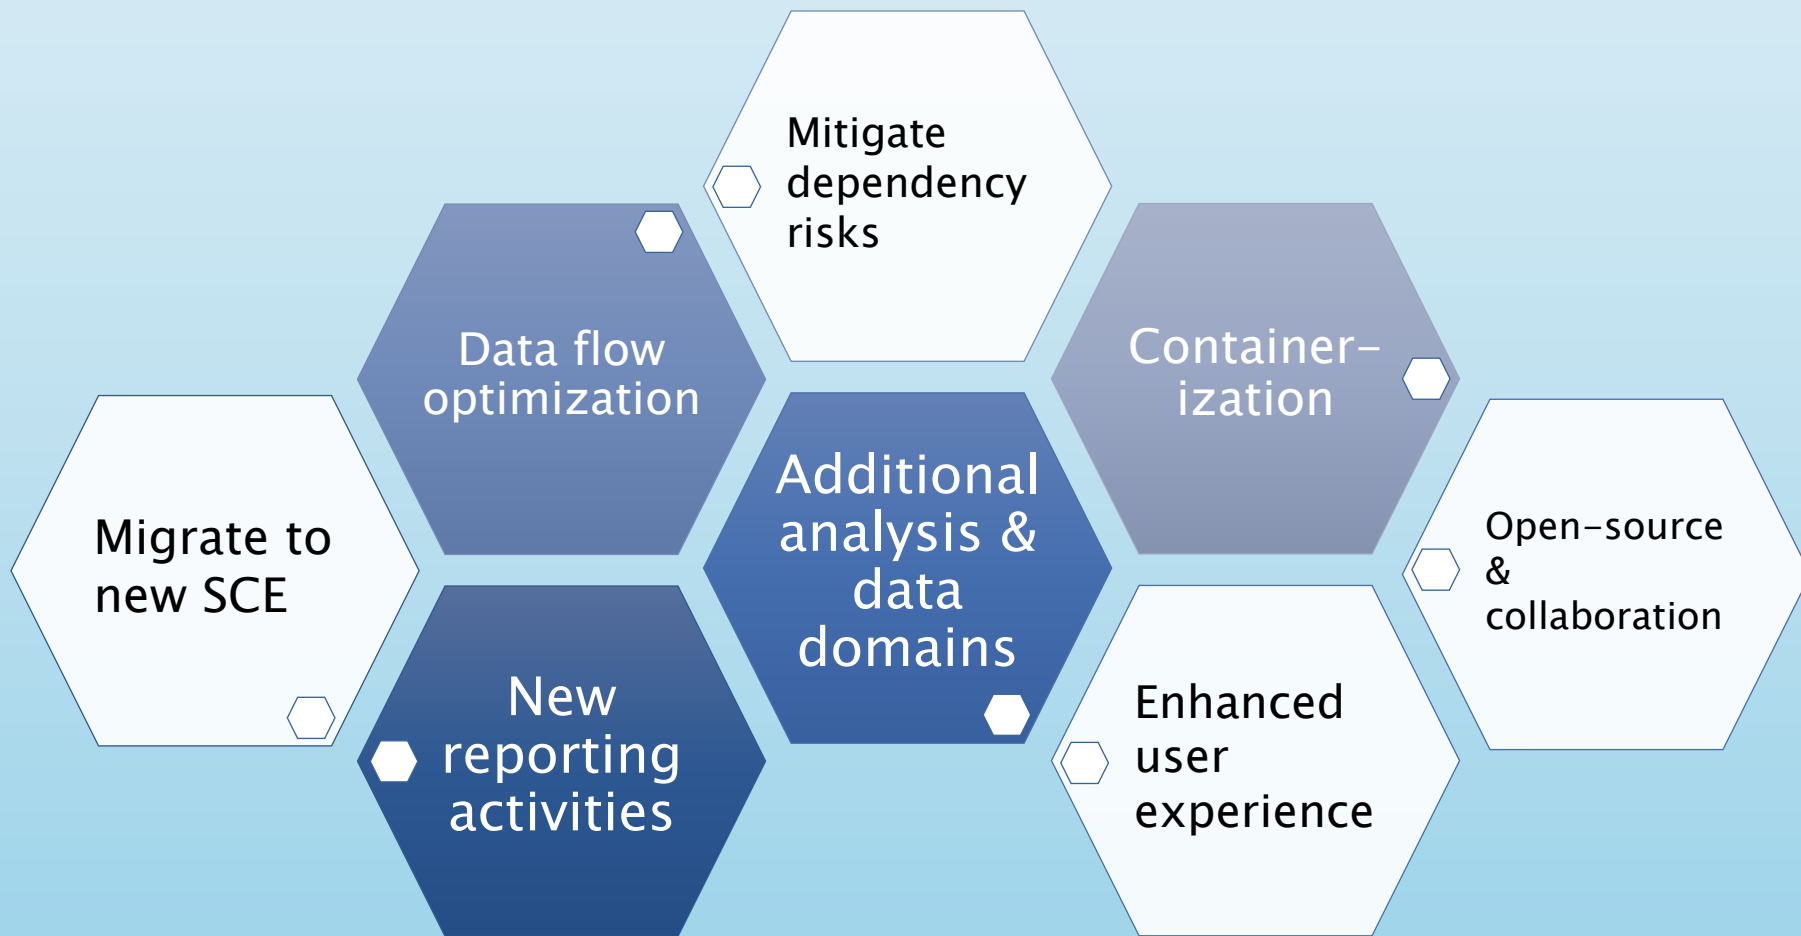 Mitigate
dependency
risks
Data flow
optimization
Container-
ization
Migrate to
new SCE
Additional
analysis &
data
domains
Open-source
&
collaboration
New
reporting
activities
Enhanced
user
experience